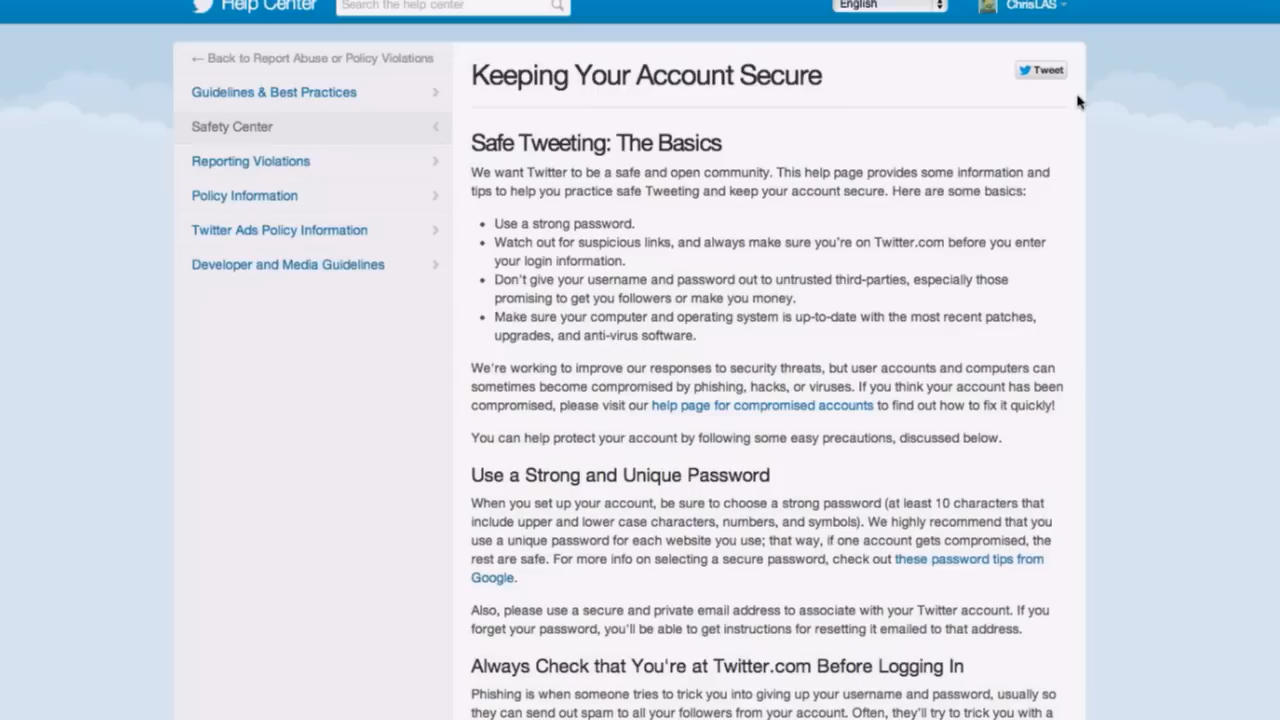 Help Center
Search the help center
English
ChrisLAS
← Back to Report Abuse or Policy Violations
Guidelines & Best Practices
Safety Center
Reporting Violations
Policy Information
Twitter Ads Policy Information
Developer and Media Guidelines
Keeping Your Account Secure
Tweet
Safe Tweeting: The Basics
We want Twitter to be a safe and open community. This help page provides some information and
tips to help you practice safe Tweeting and keep your account secure. Here are some basics:
• Use a strong password.
• Watch out for suspicious links, and always make sure you're on Twitter.com before you enter
your login information.
• Don't give your username and password out to untrusted third-parties, especially those
promising to get you followers or make you money.
• Make sure your computer and operating system is up-to-date with the most recent patches,
upgrades, and anti-virus software.
We're working to improve our responses to security threats, but user accounts and computers can
sometimes become compromised by phishing, hacks, or viruses. If you think your account has been
compromised, please visit our help page for compromised accounts to find out how to fix it quickly!
You can help protect your account by following some easy precautions, discussed below.
Use a Strong and Unique Password
When you set up your account, be sure to choose a strong password (at least 10 characters that
include upper and lower case characters, numbers, and symbols). We highly recommend that you
use a unique password for each website you use; that way, if one account gets compromised, the
rest are safe. For more info on selecting a secure password, check out these password tips from
Google.
Also, please use a secure and private email address to associate with your Twitter account. If you
forget your password, you'll be able to get instructions for resetting it emailed to that address.
Always Check that You're at Twitter.com Before Logging In
Phishing is when someone tries to trick you into giving up your username and password, usually so
they can send out spam to all your followers from your account. Often, they'll try to trick you with a